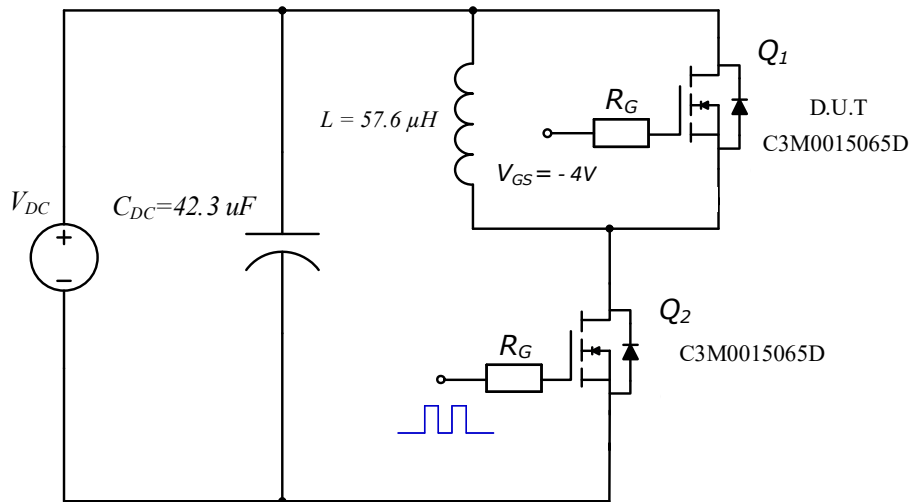 Q1
RG
D.U.T
C3M0015065D
L = 57.6 μH
VGS = - 4V
VDC
CDC=42.3 uF
+
−
Q2
RG
C3M0015065D